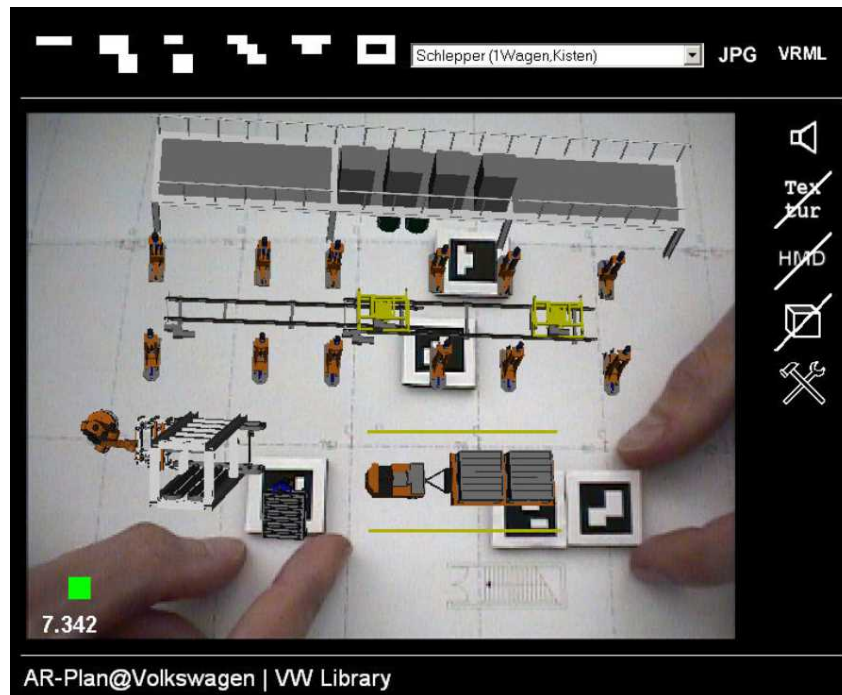 Schlepper (1Wagen,Kisten)
JPG
VRML
Tex
tur
HMD
7.342
AR-Plan@Volkswagen | VW Library